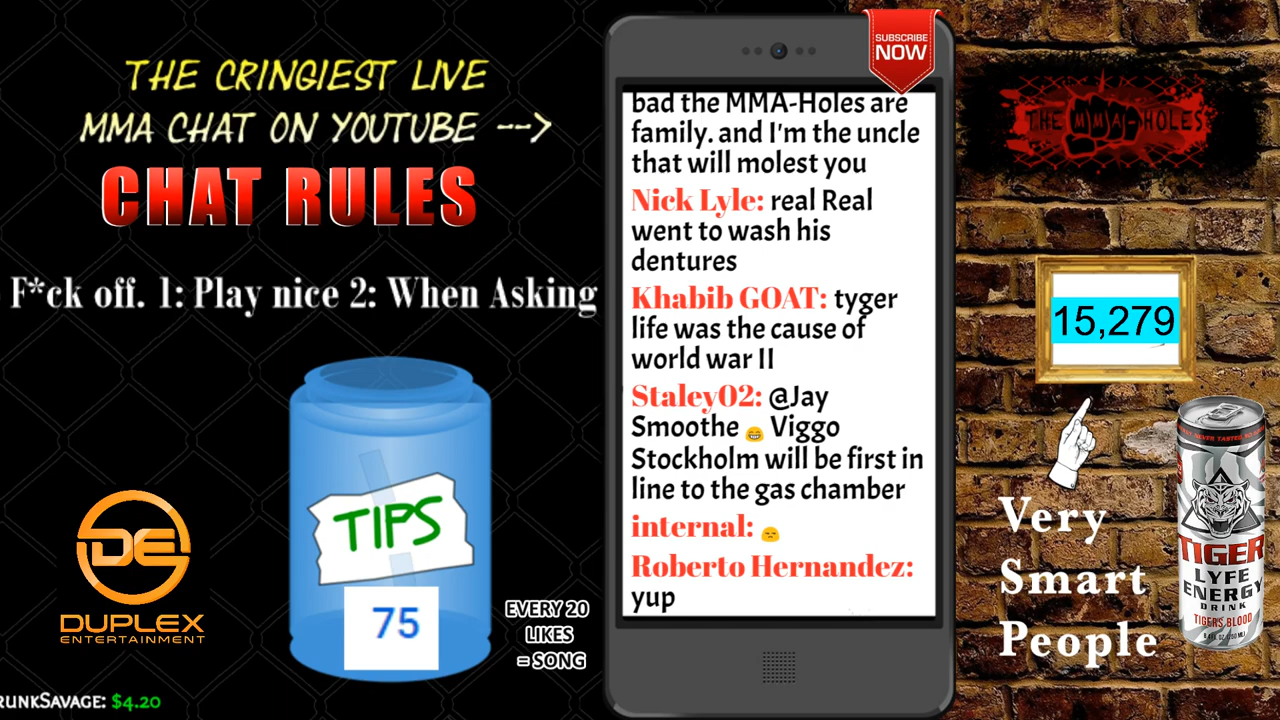 THE CRINGIEST LIVE
MMA CHAT ON YOUTUBE -->
CHAT RULES
F*ck off. 1: Play nice 2: When Asking
TIPS
75
EVERY 20
LIKES
= SONG
DE
DUPLEX
ENTERTAINMENT
RUNKSAVAGE: $4.20
SUBSCRIBE
NOW
bad the MMA-Holes are
family. and I'm the uncle
that will molest you
Nick Lyle: real Real
went to wash his
dentures
Khabib GOAT: tyger
life was the cause of
world war II
Staley02: @Jay
Smoothe 😂 Viggo
Stockholm will be first in
line to the gas chamber
internal: 😞
Roberto Hernandez:
yup
THE MMA-HOLES
15,279
Very
Smart
People
TIGER
LYFE
ENERGY
DRINK
TIGERS BLOOD